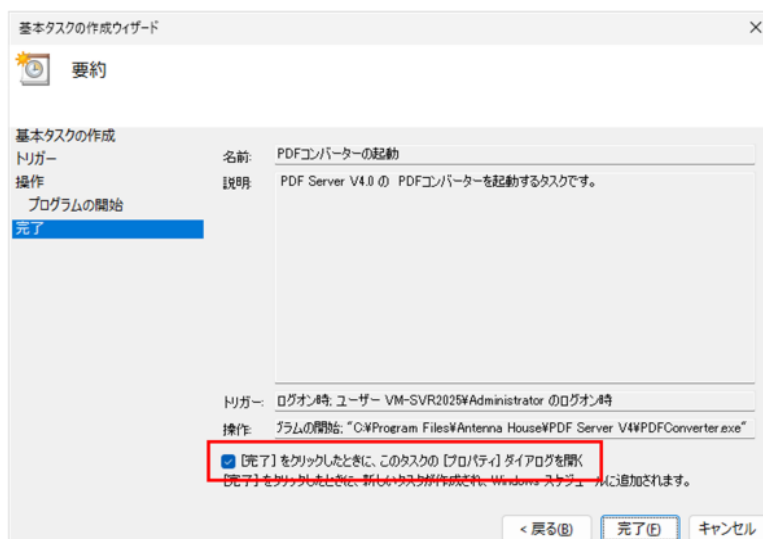 基本タスクの作成ウィザード
要約
基本タスクの作成
トリガー
操作
プログラムの開始
完了
名前:
PDFコンバーターの起動
説明:
PDF Server V4.0 の PDFコンバーターを起動するタスクです。
トリガー:
ログオン時: ユーザー VM-SVR2025¥Administrator のログオン時
操作:
グラムの開始: "C:¥Program Files¥Antenna House¥PDF Server V4¥PDFConverter.exe"
[完了] をクリックしたときに、このタスクの [プロパティ] ダイアログを開く
[完了] をクリックしたときに、新しいタスクが作成され、Windows スケジュールに追加されます。
< 戻る(B)
完了(F)
キャンセル